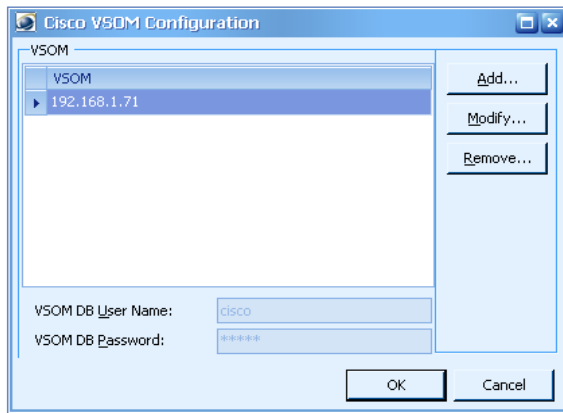 Cisco VSOM Configuration
VSOM
VSOM
192.168.1.71
Add...
Modify...
Remove...
VSOM DB User Name:
cisco
VSOM DB Password:
*****
OK
Cancel